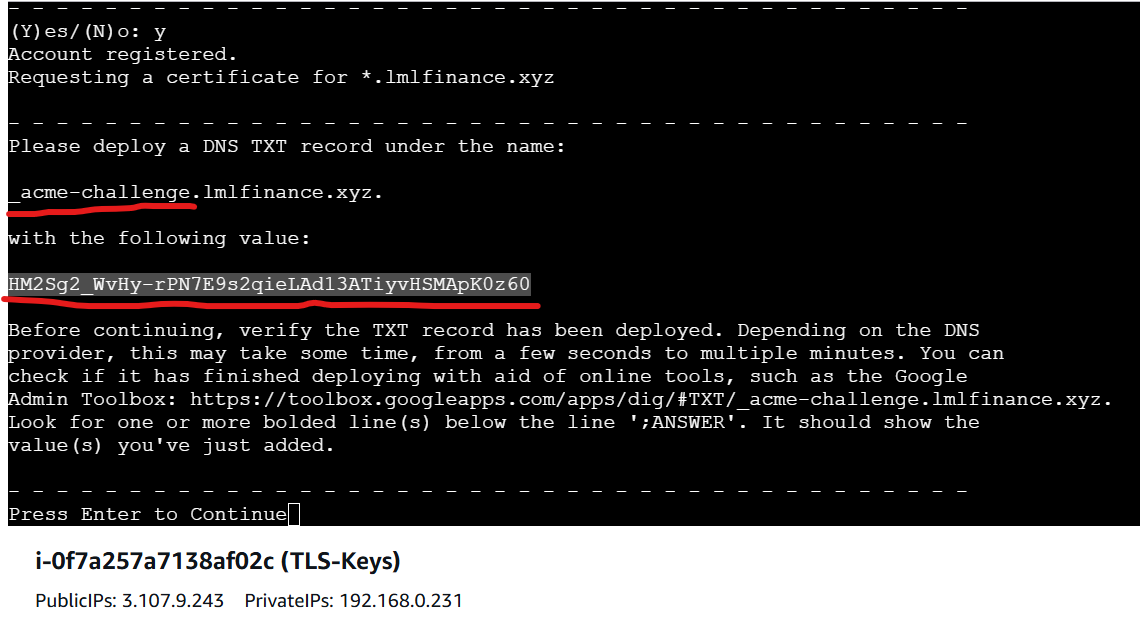 (Y)es/(N)o: y
Account registered.
Requesting a certificate for *.lmlfinance.xyz
- - - - - - - - - - - - - - - - - - - - - - - - - - - - - - - - - - - - - - - -
Please deploy a DNS TXT record under the name:
_acme-challenge.lmlfinance.xyz.
with the following value:
HM2Sg2_WvHy-rPN7E9s2qieLAd13ATiyvHSMApK0z60
Before continuing, verify the TXT record has been deployed. Depending on the DNS
provider, this may take some time, from a few seconds to multiple minutes. You can
check if it has finished deploying with aid of online tools, such as the Google
Admin Toolbox: https://toolbox.googleapps.com/apps/dig/#TXT/_acme-challenge.lmlfinance.xyz.
Look for one or more bolded line(s) below the line ';ANSWER'. It should show the
value(s) you've just added.
- - - - - - - - - - - - - - - - - - - - - - - - - - - - - - - - - - - - - - - -
Press Enter to Continue
i-0f7a257a7138af02c (TLS-Keys)
PublicIPs: 3.107.9.243 PrivateIPs: 192.168.0.231